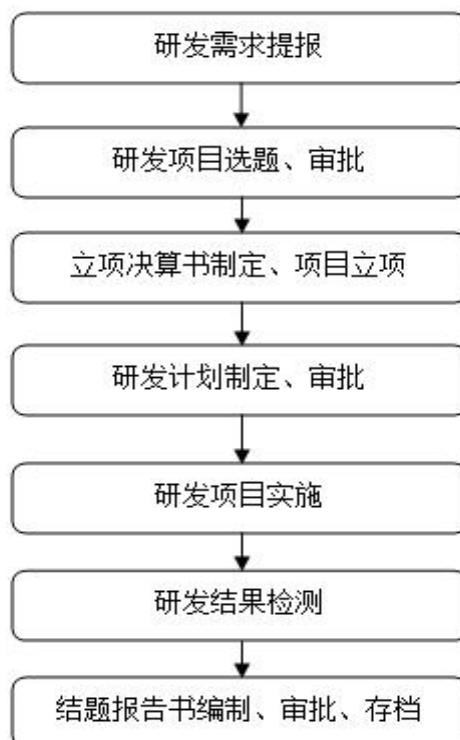 研发需求提报
研发项目选题、审批
立项决算书制定、项目立项
研发计划制定、审批
研发项目实施
研发结果检测
结题报告书编制、审批、存档